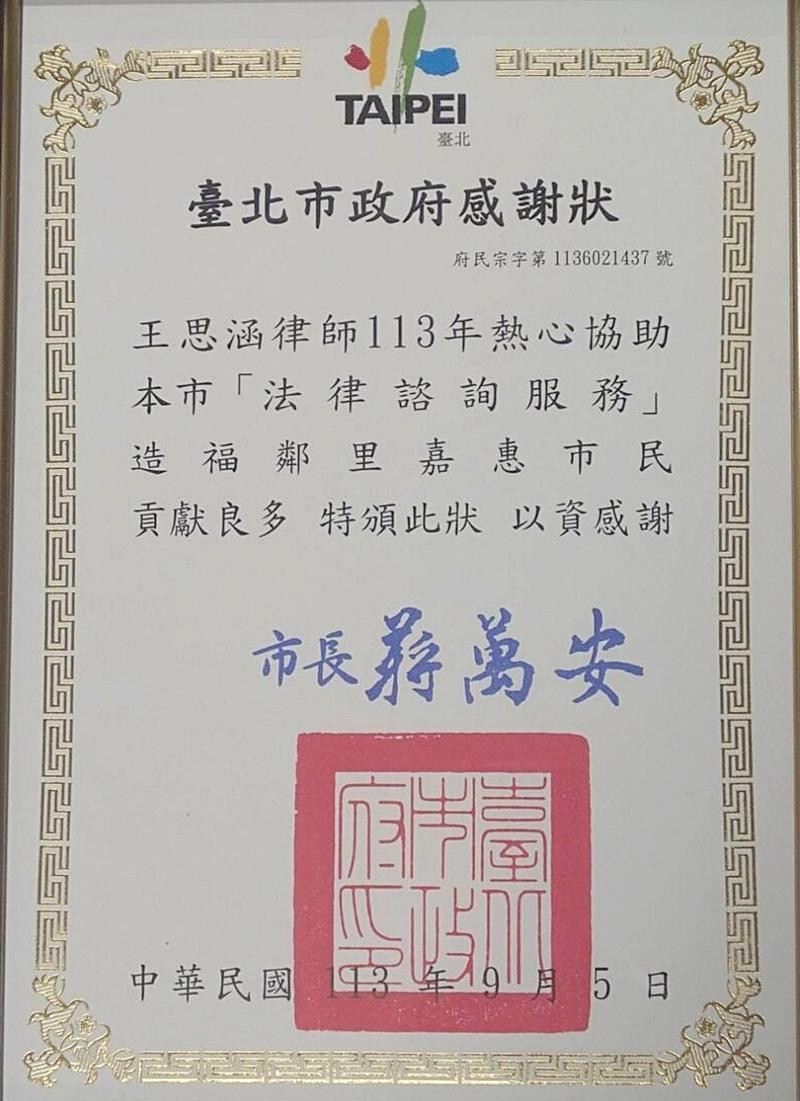 TAIPEI
臺北
臺北市政府感謝狀
府民宗字第1136021437號
王思涵律師113年熱心協助
本市「法律諮詢服務」
造福鄰里嘉惠市民
貢獻良多 特頒此狀 以資感謝
市長 蔣萬安
臺北市政府印
中華民國 113 年 9 月 5 日